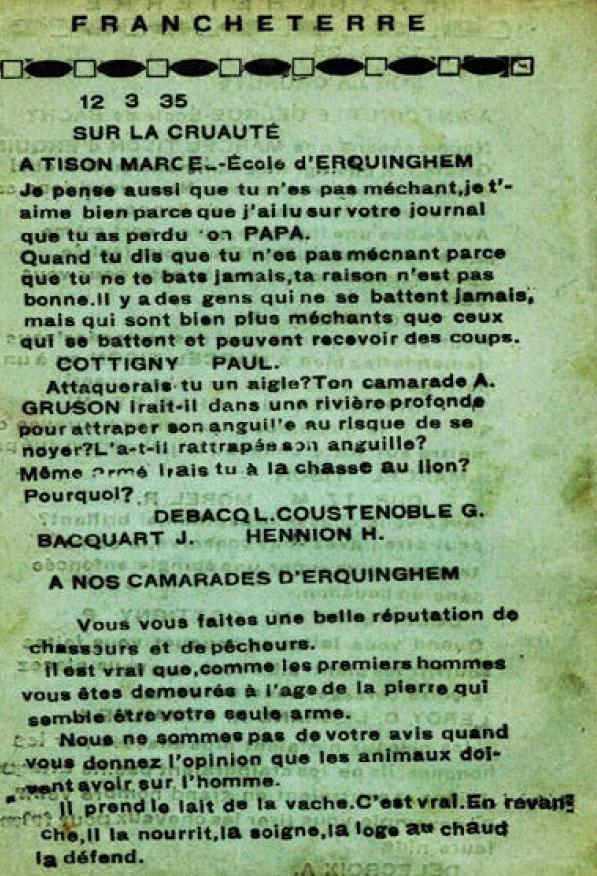 FRANCHETERRE
12 3 35
SUR LA CRUAUTÉ
A TISON MARCEL-École d'ERQUINGHEM
Je pense aussi que tu n'es pas méchant,je t'-
aime bien parce que j'ai lu sur votre journal
que tu as perdu ton PAPA.
Quand tu dis que tu n'es pas méchant parce
que tu ne te bats jamais,ta raison n'est pas
bonne.Il y a des gens qui ne se battent jamais,
mais qui sont bien plus méchants que ceux
qui se battent et peuvent recevoir des coups.
COTTIGNY PAUL.
Attaquerais-tu un aigle?Ton camarade A.
GRUSON irait-il dans une rivière profonde
pour attraper son anguille au risque de se
noyer?L'a-t-il rattrapée son anguille?
Même armé irais tu à la chasse au lion?
Pourquoi?
DEBACQ L.COUSTENOBLE G.
BACQUART J. HENNION H.
A NOS CAMARADES D'ERQUINGHEM
Vous vous faites une belle réputation de
chasseurs et de pêcheurs.
Il est vrai que,comme les premiers hommes
vous êtes demeurés à l'age de la pierre qui
semble être votre seule arme.
Nous ne sommes pas de votre avis quand
vous donnez l'opinion que les animaux doi-
vent avoir sur l'homme.
Il prend le lait de la vache.C'est vrai.En revan
che,il la nourrit,la soigne,la loge au chaud
la défend.